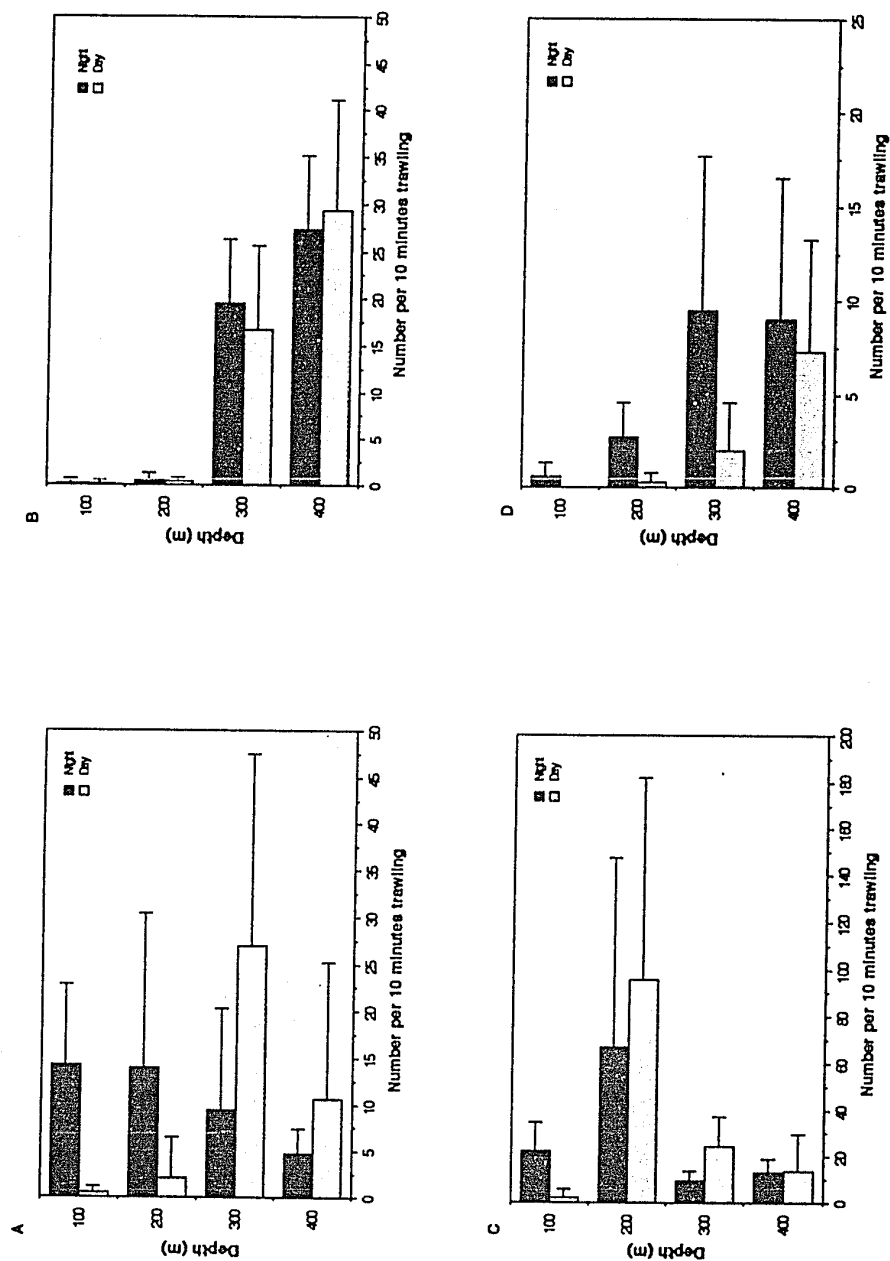 A
Night
Day
Depth (m)
100
200
300
400
0 5 10 15 20 25 30 35 40 45 50
Number per 10 minutes trawling
B
Night
Day
Depth (m)
100
200
300
400
0 5 10 15 20 25 30 35 40 45 50
Number per 10 minutes trawling
C
Night
Day
Depth (m)
100
200
300
400
0 20 40 60 80 100 120 140 160 180 200
Number per 10 minutes trawling
D
Night
Day
Depth (m)
100
200
300
400
0 5 10 15 20 25
Number per 10 minutes trawling